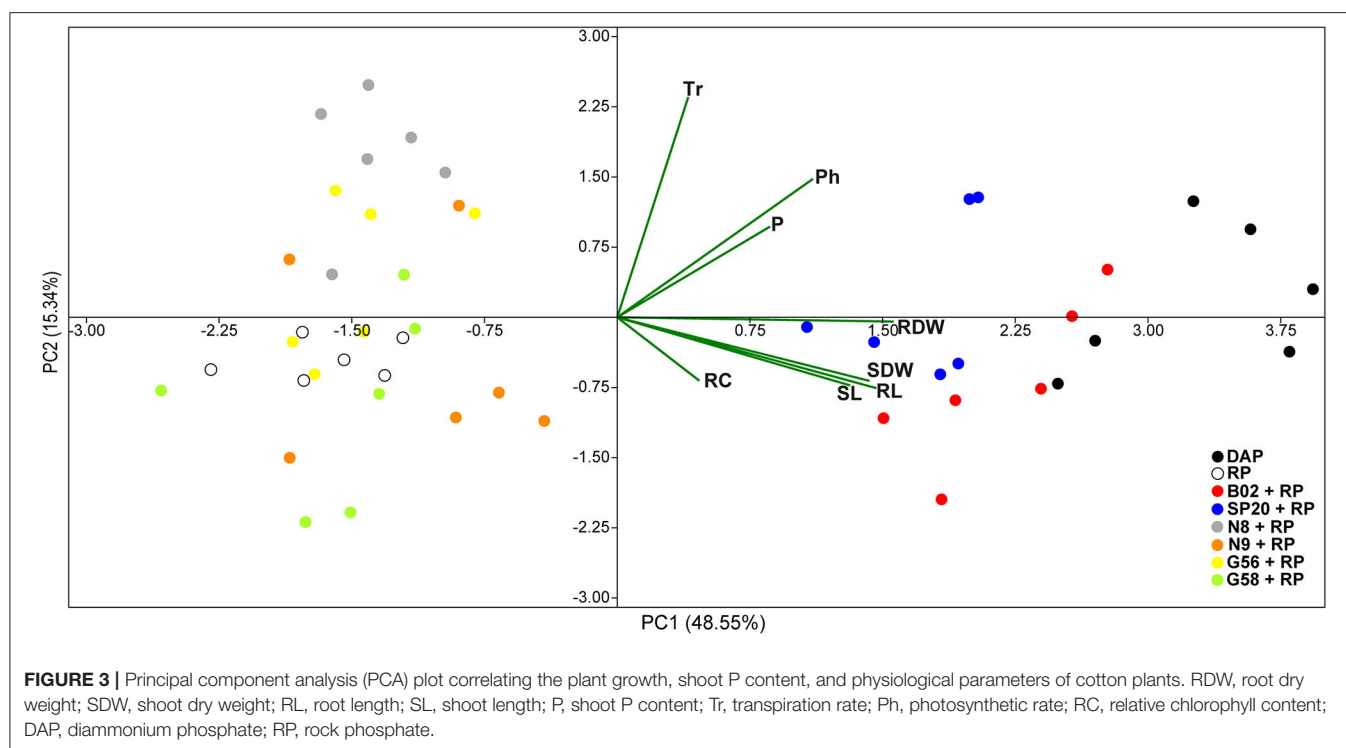 3.00
2.25
1.50
0.75
-0.75
-1.50
-2.25
-3.00
-3.00 -2.25 -1.50 -0.75 0.75 1.50 2.25 3.00 3.75
PC2 (15.34%)
PC1 (48.55%)
Tr
Ph
P
RDW
SDW
RL
SL
RC
DAP
RP
B02 + RP
SP20 + RP
N8 + RP
N9 + RP
G56 + RP
G58 + RP
FIGURE 3 | Principal component analysis (PCA) plot correlating the plant growth, shoot P content, and physiological parameters of cotton plants. RDW, root dry
weight; SDW, shoot dry weight; RL, root length; SL, shoot length; P, shoot P content; Tr, transpiration rate; Ph, photosynthetic rate; RC, relative chlorophyll content;
DAP, diammonium phosphate; RP, rock phosphate.